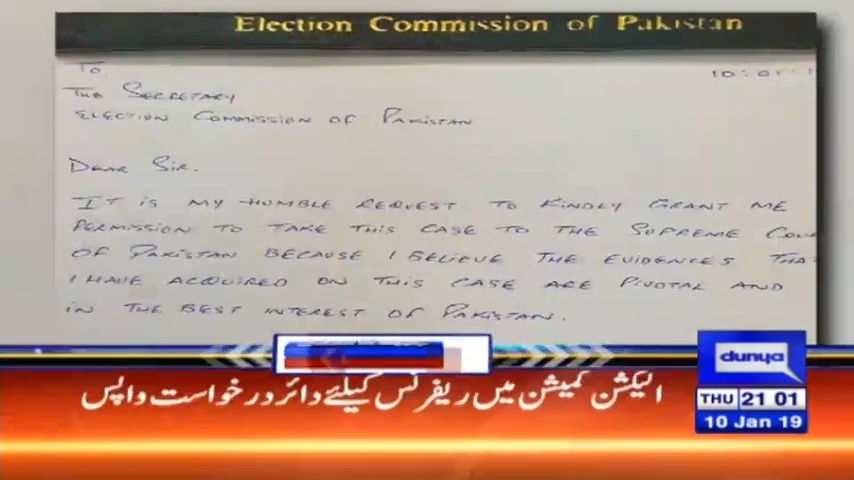 Election Commission of Pakistan
To
The Secretary
Election Commission of Pakistan
Dear Sir.
It is my humble request to kindly grant me
permission to take this case to the Supreme
of Pakistan because I believe the evidences
I have acquired on this case are pivotal and
in the best interest of Pakistan.
الیکشن کمیشن میں ریفرنس کیلئے دائر درخواست واپس
dunya
THU 21 01
10 Jan 19